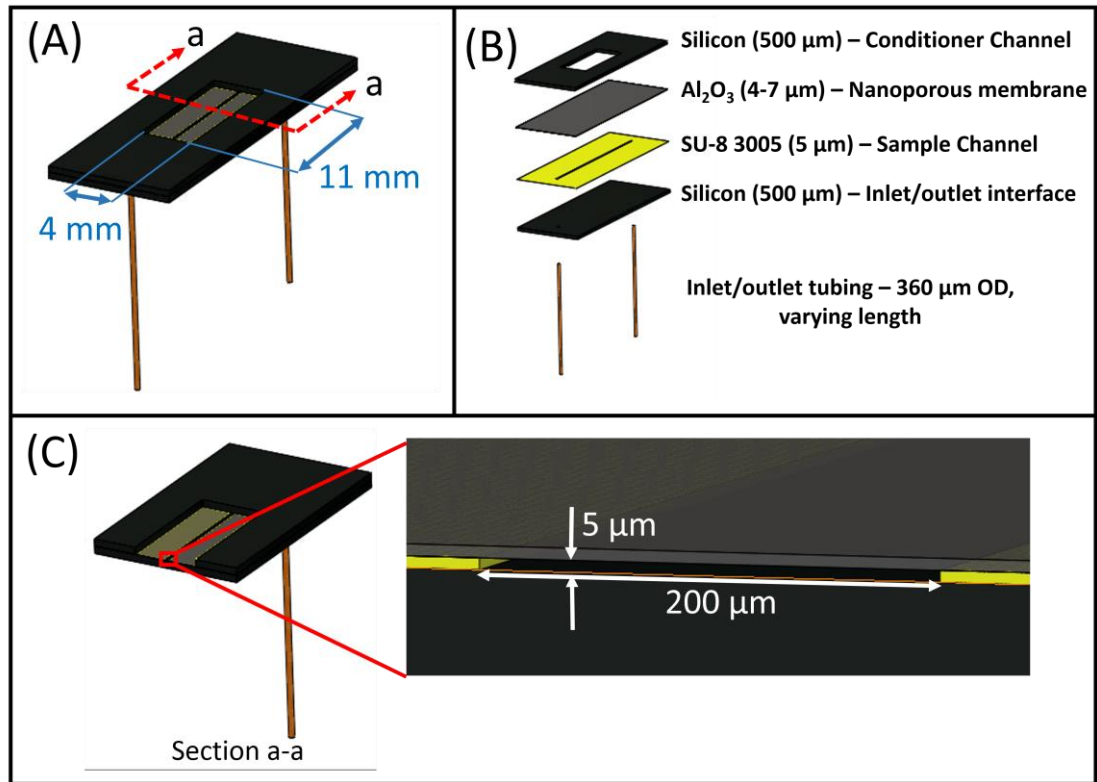 (A)
a
a
11 mm
4 mm
(B)
Silicon (500 µm) – Conditioner Channel
Al₂O₃ (4-7 µm) – Nanoporous membrane
SU-8 3005 (5 µm) – Sample Channel
Silicon (500 µm) – Inlet/outlet interface
Inlet/outlet tubing – 360 µm OD,
varying length
(C)
5 µm
200 µm
Section a-a